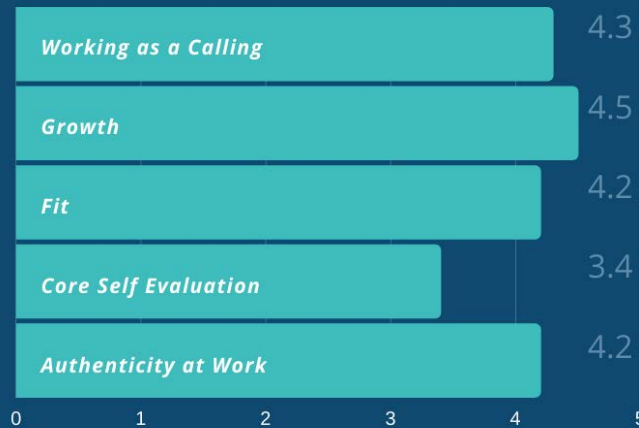 Working as a Calling 4.3
Growth 4.5
Fit 4.2
Core Self Evaluation 3.4
Authenticity at Work 4.2
0 1 2 3 4 5